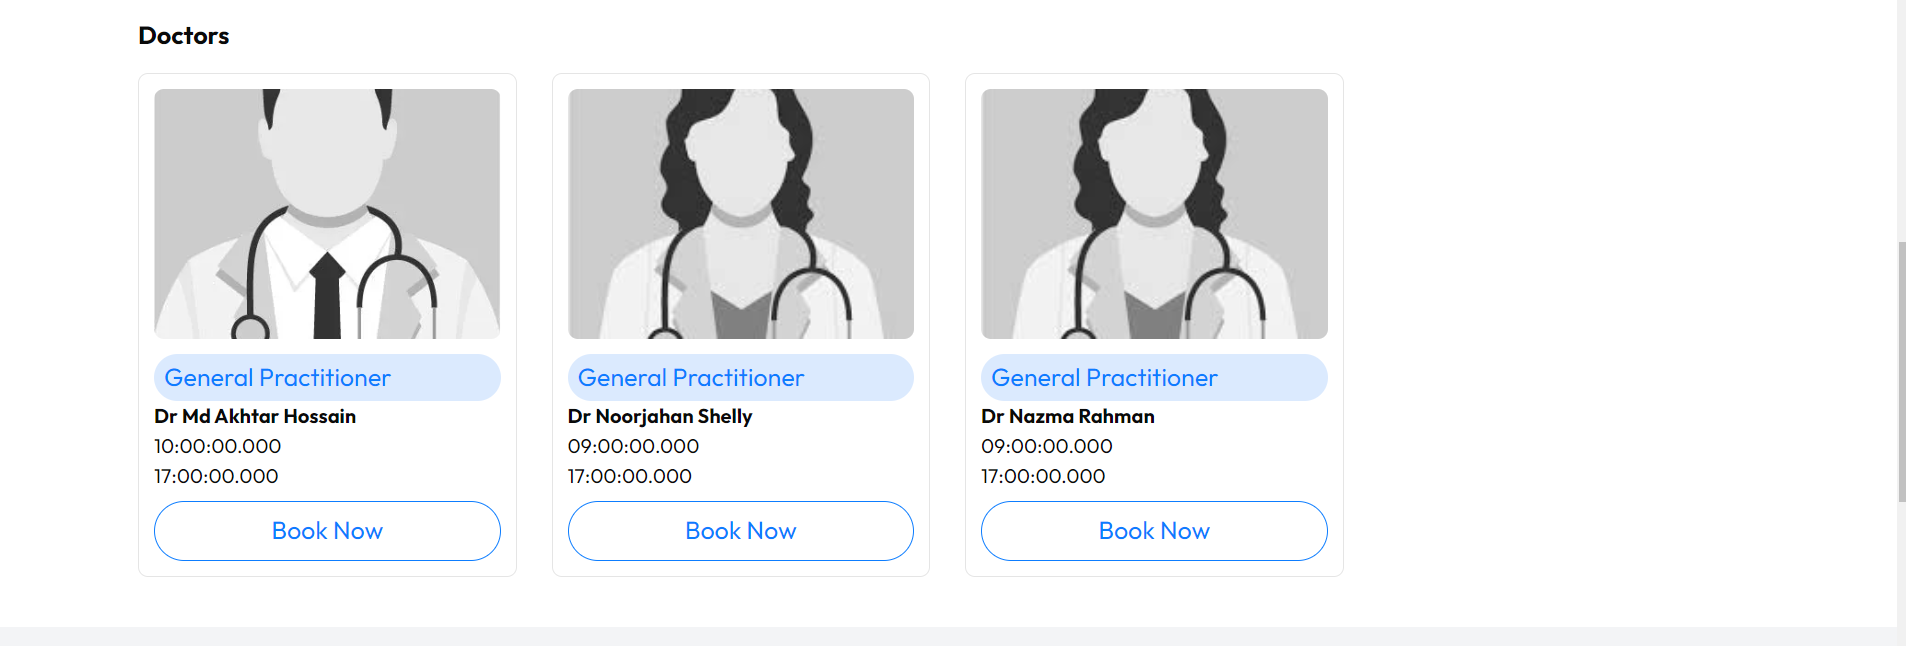 Doctors
General Practitioner
Dr Md Akhtar Hossain
10:00:00.000
17:00:00.000
Book Now
General Practitioner
Dr Noorjahan Shelly
09:00:00.000
17:00:00.000
Book Now
General Practitioner
Dr Nazma Rahman
09:00:00.000
17:00:00.000
Book Now